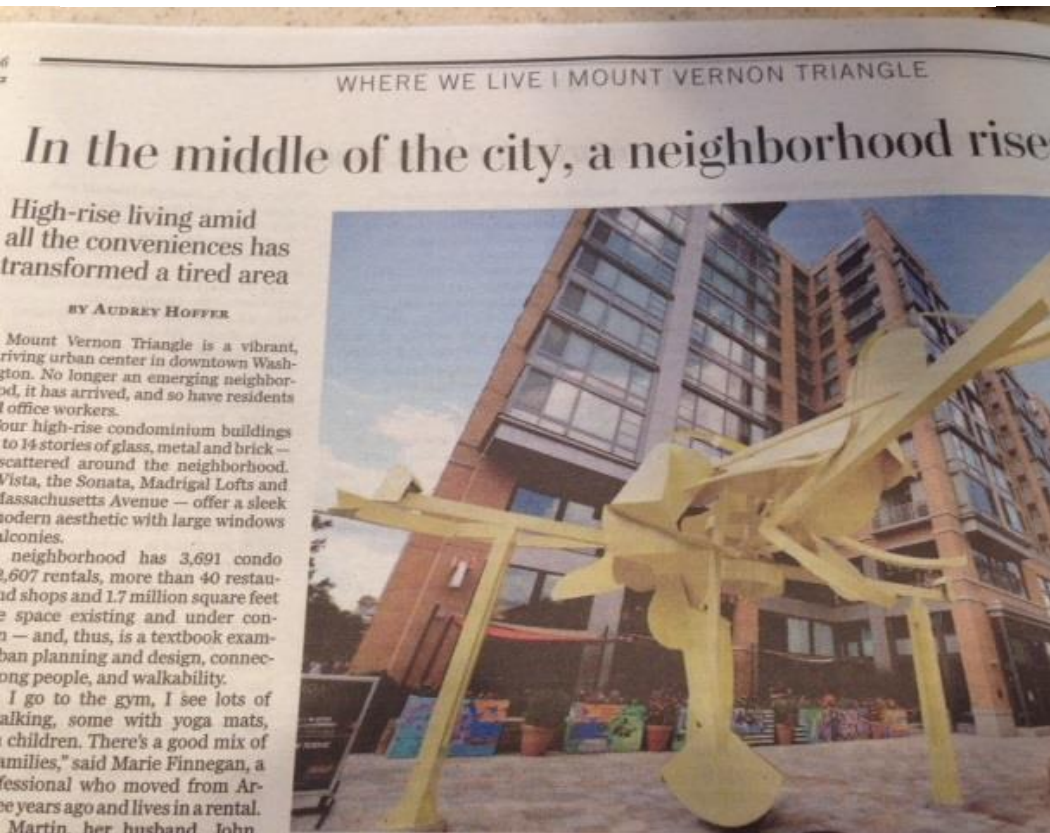 WHERE WE LIVE | MOUNT VERNON TRIANGLE
In the middle of the city, a neighborhood rise
High-rise living amid
all the conveniences has
transformed a tired area
BY AUDREY HOFFER
Mount Vernon Triangle is a vibrant,
riving urban center in downtown Wash-
gton. No longer an emerging neighbor-
od, it has arrived, and so have residents
office workers.
our high-rise condominium buildings
to 14 stories of glass, metal and brick —
scattered around the neighborhood.
Vista, the Sonata, Madrigal Lofts and
Massachusetts Avenue — offer a sleek
modern aesthetic with large windows
alconies.
neighborhood has 3,691 condo
2,607 rentals, more than 40 restau-
nd shops and 1.7 million square feet
e space existing and under con-
n — and, thus, is a textbook exam-
ban planning and design, connec-
ong people, and walkability.
I go to the gym, I see lots of
alking, some with yoga mats,
children. There's a good mix of
amilies," said Marie Finnegan, a
fessional who moved from Ar-
ee years ago and lives in a rental.
Martin, her husband, John